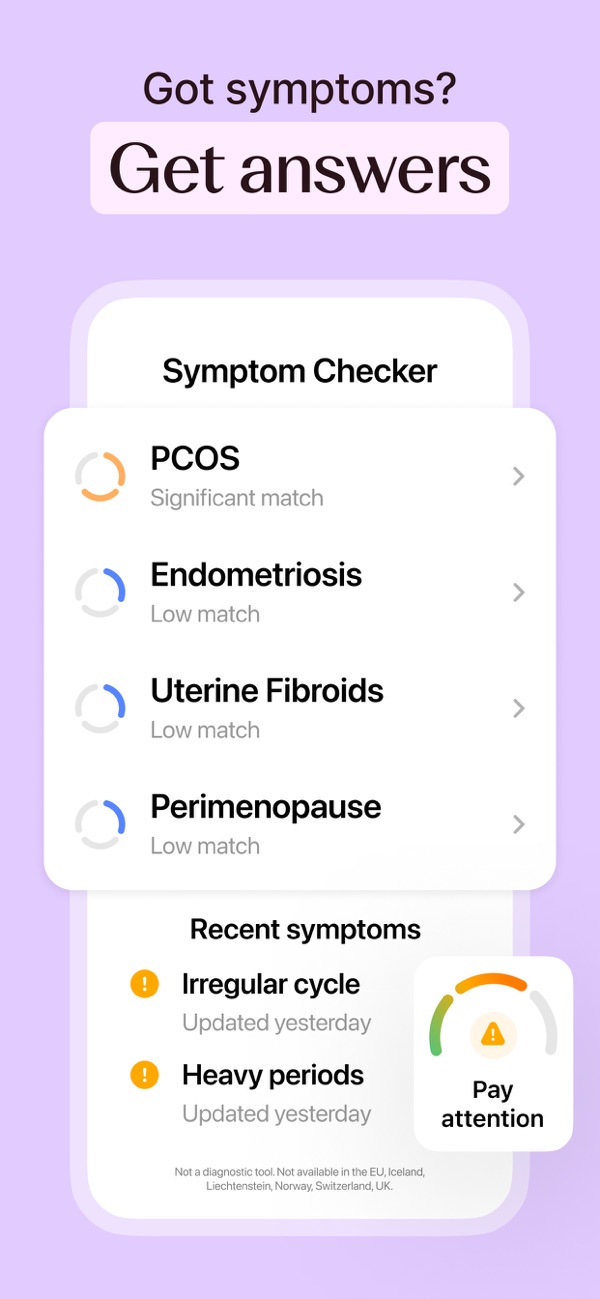 Got symptoms?
Get answers
Symptom Checker
PCOS
Significant match
Endometriosis
Low match
Uterine Fibroids
Low match
Perimenopause
Low match
Recent symptoms
Irregular cycle
Updated yesterday
Heavy periods
Updated yesterday
Pay
attention
Not a diagnostic tool. Not available in the EU, Iceland,
Liechtenstein, Norway, Switzerland, UK.